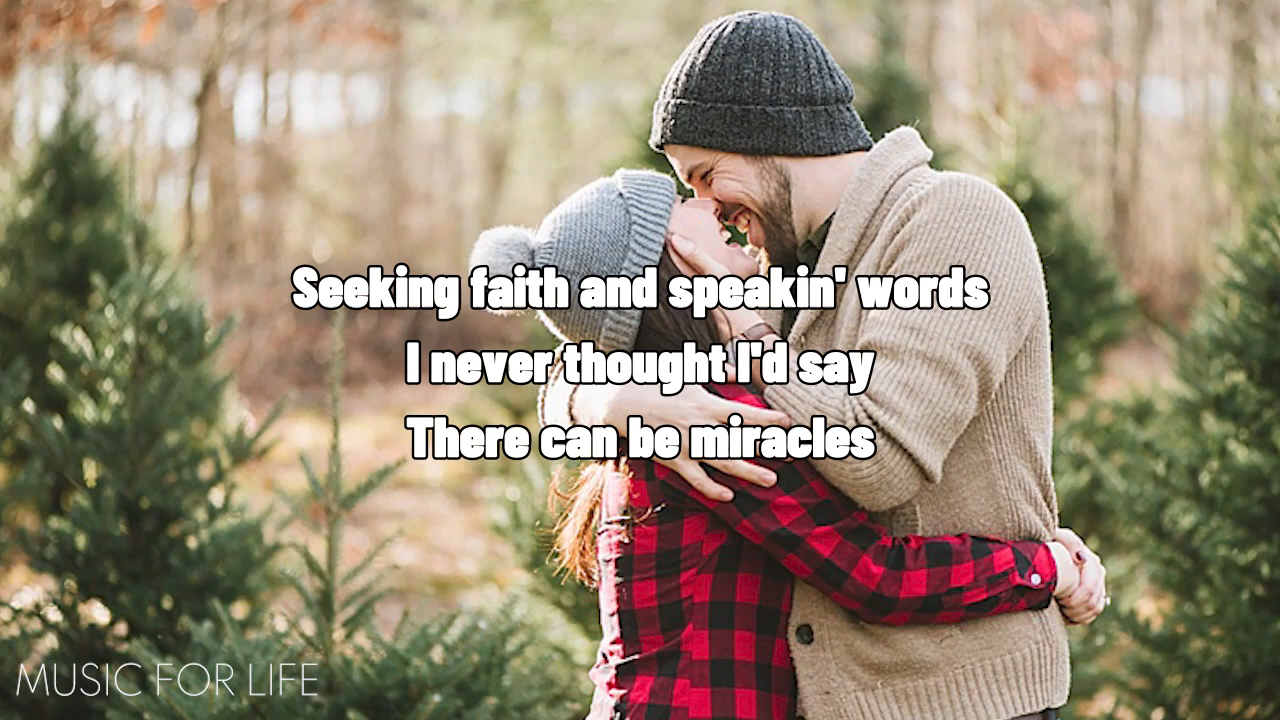 Seeking faith and speakin' words
I never thought I'd say
There can be miracles
MUSIC FOR LIFE